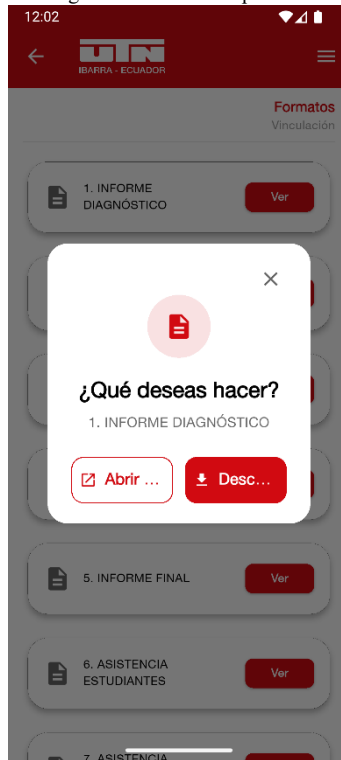 12:02
UTN
IBARRA - ECUADOR
Formatos
Vinculación
1. INFORME
DIAGNÓSTICO
Ver
¿Qué deseas hacer?
1. INFORME DIAGNÓSTICO
Abrir ...
Desc...
5. INFORME FINAL
Ver
6. ASISTENCIA
ESTUDIANTES
Ver
7. ASISTENCIA